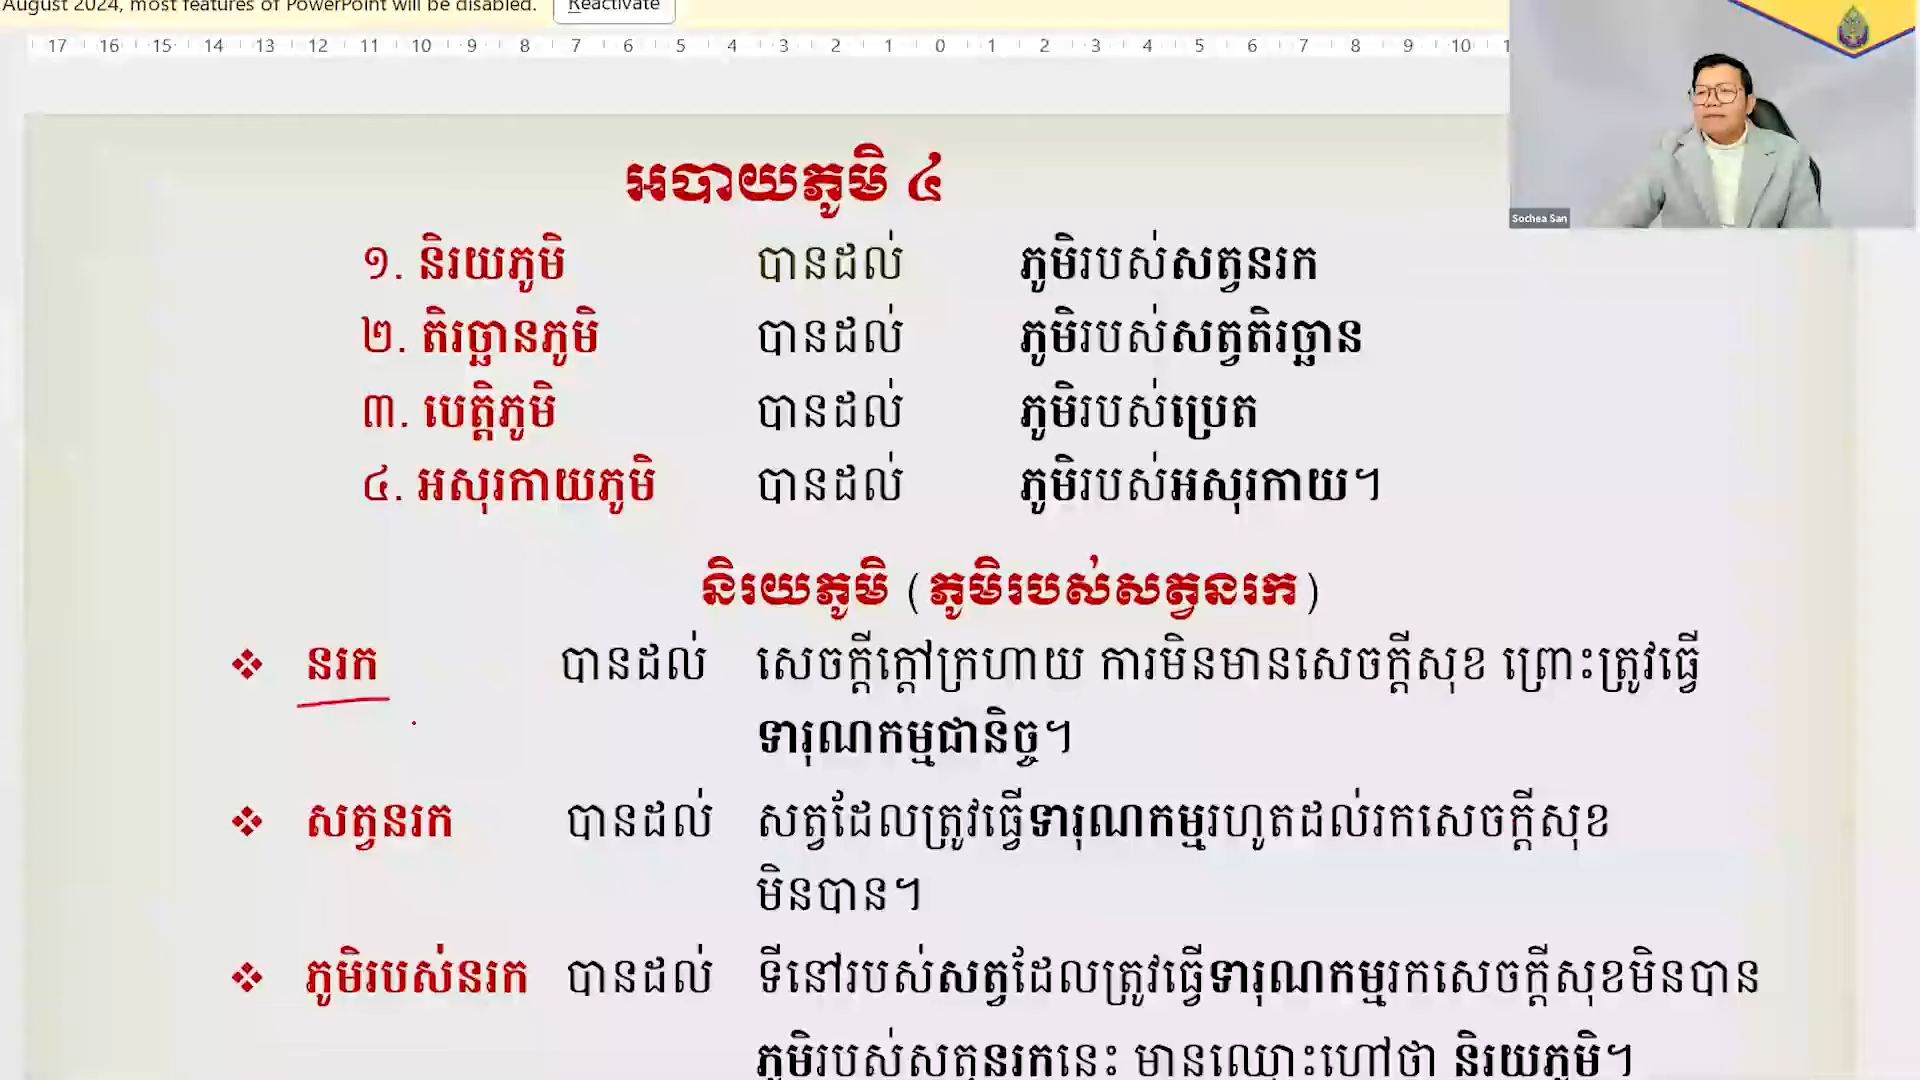 August 2024, most features of PowerPoint will be disabled. Reactivate
17 16 15 14 13 12 11 10 9 8 7 6 5 4 3 2 1 0 1 2 3 4 5 6 7 8 9 10 1
Sochea San
អបាយភូមិ ៤
១. និរយភូមិ បានដល់ ភូមិរបស់សត្វនរក
២. តិរច្ឆានភូមិ បានដល់ ភូមិរបស់សត្វតិរច្ឆាន
៣. បេត្តិភូមិ បានដល់ ភូមិរបស់ប្រេត
៤. អសុរកាយភូមិ បានដល់ ភូមិរបស់អសុរកាយ។
និរយភូមិ (ភូមិរបស់សត្វនរក)
❖ នរក បានដល់ សេចក្តីក្តៅក្រហាយ ការមិនមានសេចក្តីសុខ ព្រោះត្រូវធ្វើ
ទារុណកម្មជានិច្ច។
❖ សត្វនរក បានដល់ សត្វដែលត្រូវធ្វើទារុណកម្មរហូតដល់រកសេចក្តីសុខ
មិនបាន។
❖ ភូមិរបស់នរក បានដល់ ទីនៅរបស់សត្វដែលត្រូវធ្វើទារុណកម្មរកសេចក្តីសុខមិនបាន
ភូមិរបស់សត្វនរកនេះ មានឈ្មោះហៅថា និរយភូមិ។